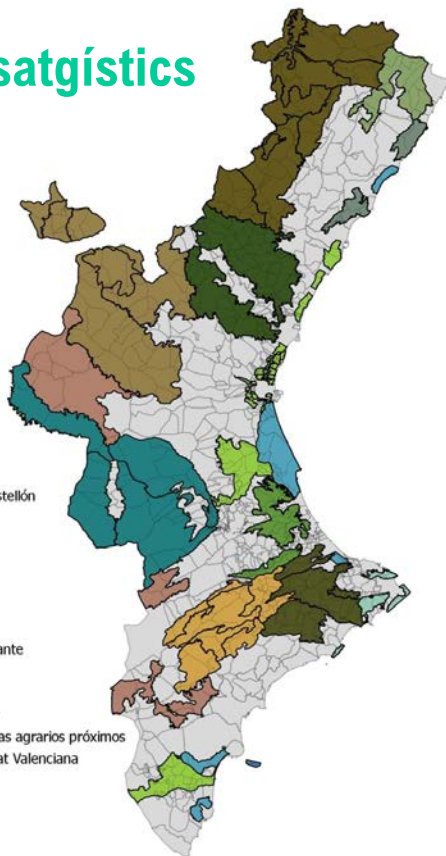 satgístics
stellón
ante
as agrarios próximos
at Valenciana